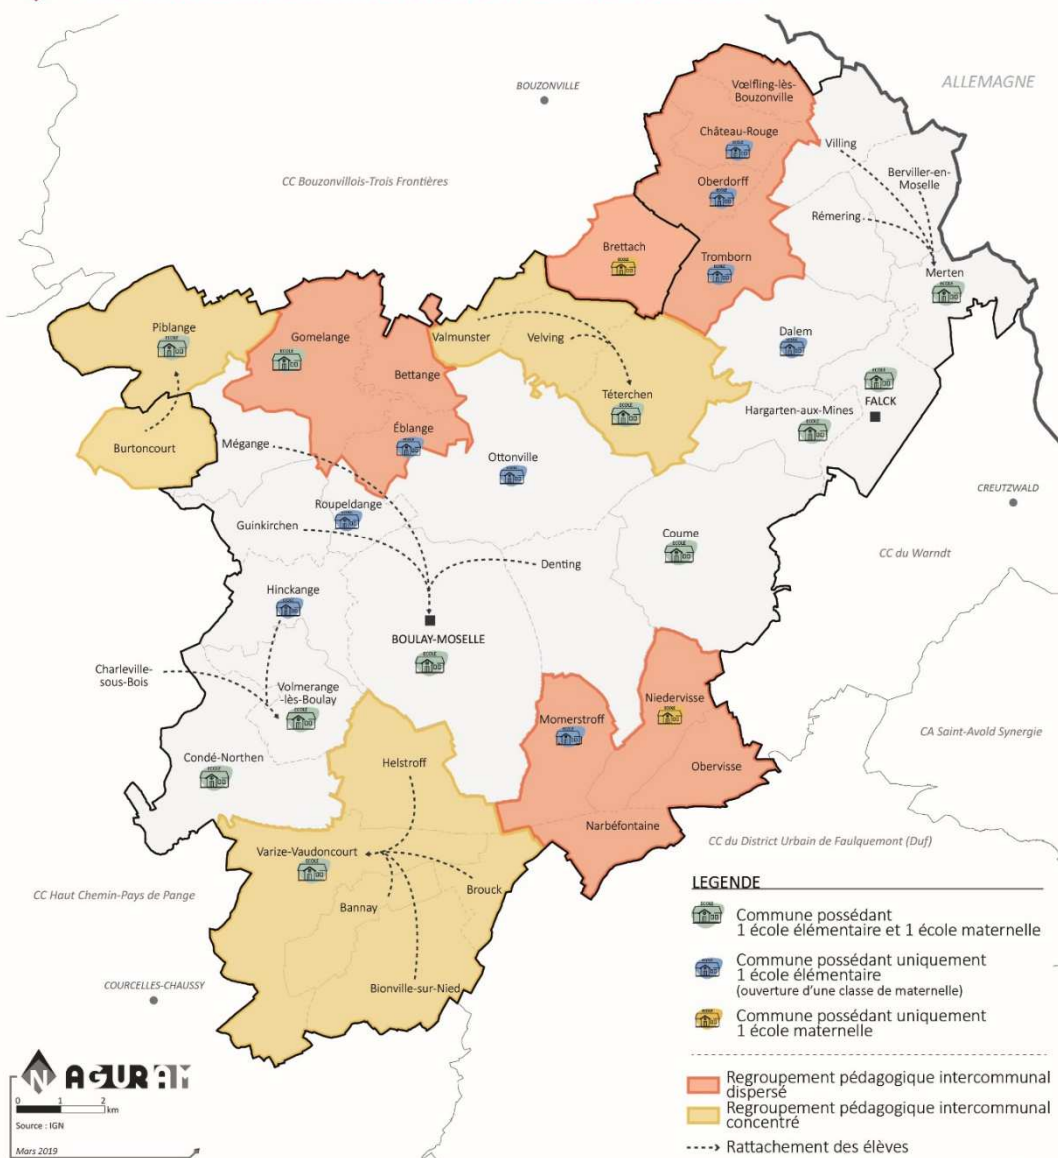 ALLEMAGNE
BOUZONVILLE
Vœlfling-lès-
Bouzonville
Château-Rouge
Villing
CC Bouzonvillois-Trois Frontières
Berviller-en-
Moselle
Oberdorff
Rémering
Brettach
Tromborn
Merten
Piblange
Gomelange
Valmunster
Velving
Dalem
Bettange
Téterchen
FALCK
Hargarten-aux-Mines
Éblange
Burtoncourt
Mégange
Ottonville
CREUTZWALD
Roupeldange
Guinkirchen
Coume
CC du Warndt
Denting
Hinckange
BOULAY-MOSELLE
Charleville-
sous-Bois
Volmerange
-lès-Boulay
Niedervisse
Momerstroff
CA Saint-Avold Synergie
Condé-Northen
Helstroff
Obervisse
Narbéfontaine
CC du District Urbain de Faulquemont (Duf)
Varize-Vaudoncourt
CC Haut Chemin-Pays de Pange
Brouck
Bannay
COURCELLES-CHAUSSY
Bionville-sur-Nied
LEGENDE
ECOLE
Commune possédant
1 école élémentaire et 1 école maternelle
Commune possédant uniquement
1 école élémentaire
(ouverture d'une classe de maternelle)
Commune possédant uniquement
1 école maternelle
Regroupement pédagogique intercommunal
dispersé
Regroupement pédagogique intercommunal
concentré
Rattachement des élèves
N AGURAM
0 1 2
km
Source : IGN
Mars 2019